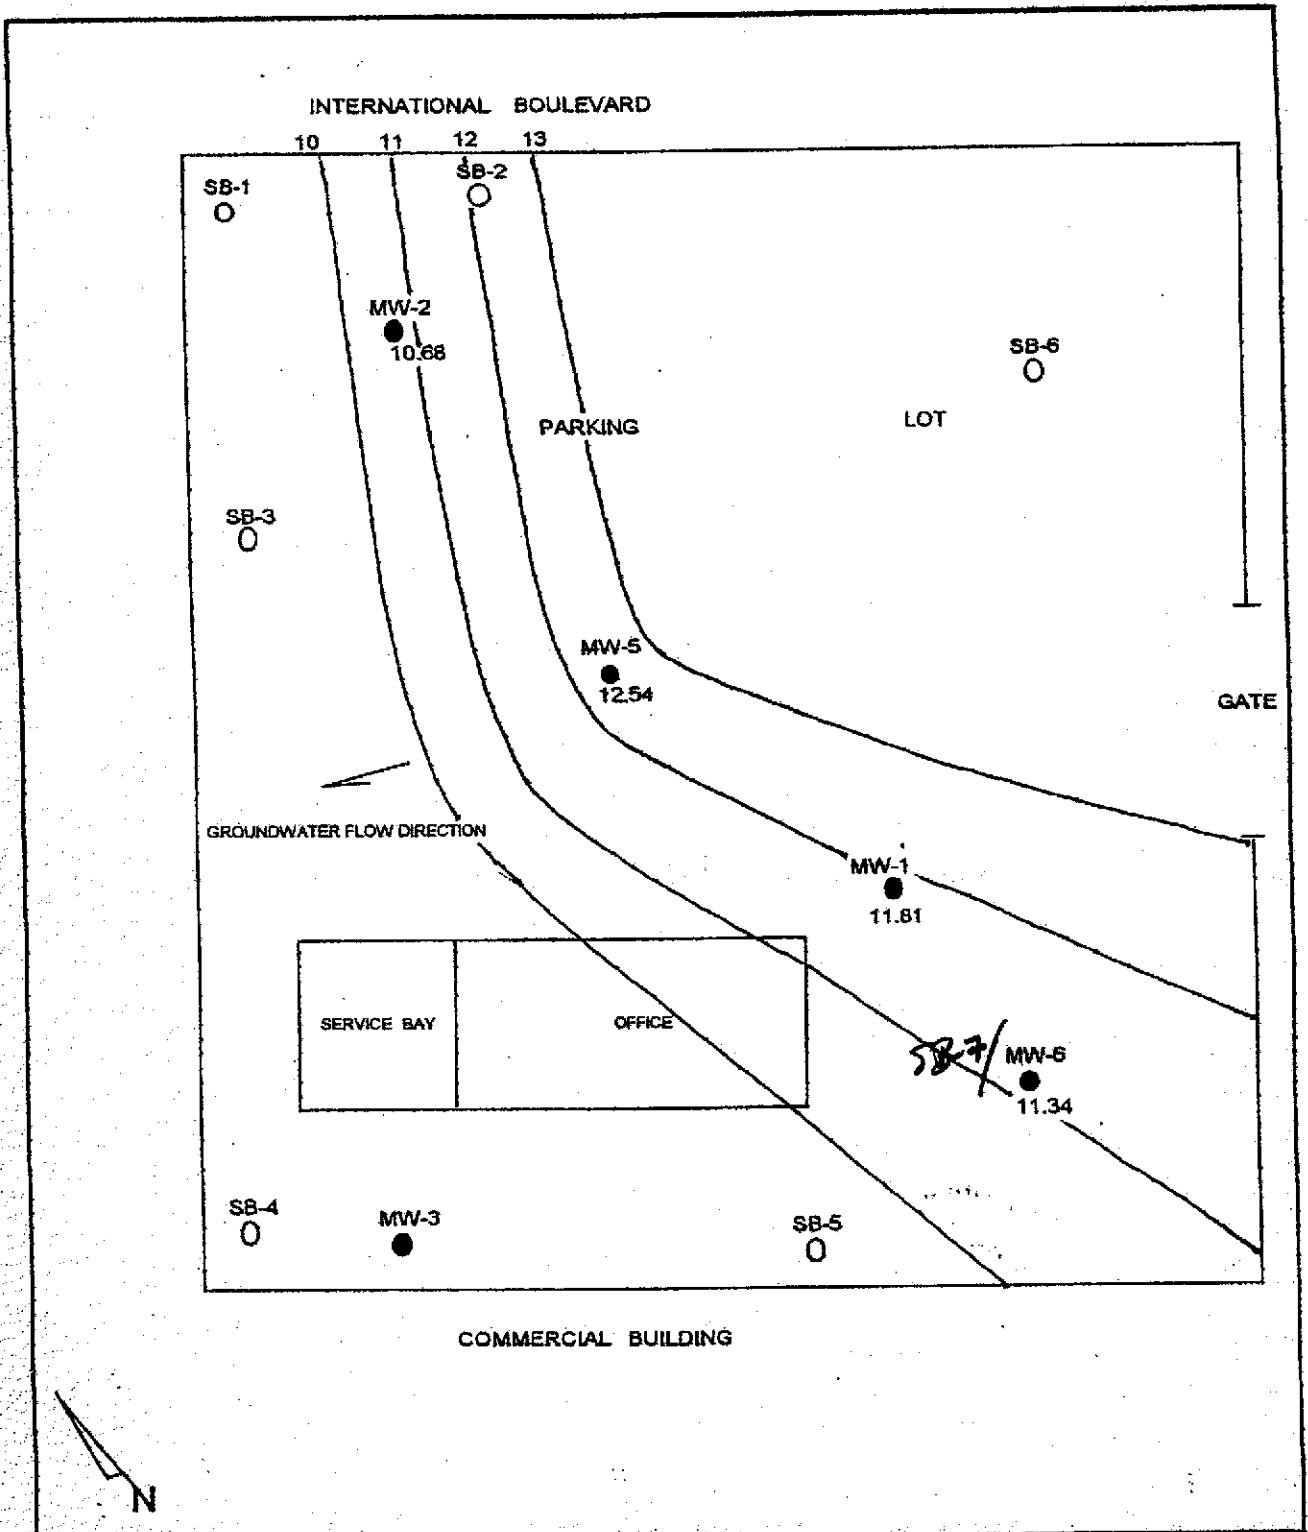 INTERNATIONAL BOULEVARD
10 11 12 13
SB-1
SB-2
MW-2
10.68
SB-6
PARKING
LOT
SB-3
MW-5
12.54
GATE
GROUNDWATER FLOW DIRECTION
MW-1
11.81
SERVICE BAY
OFFICE
SB-7/
MW-6
11.34
SB-4
MW-3
SB-5
COMMERCIAL BUILDING
N